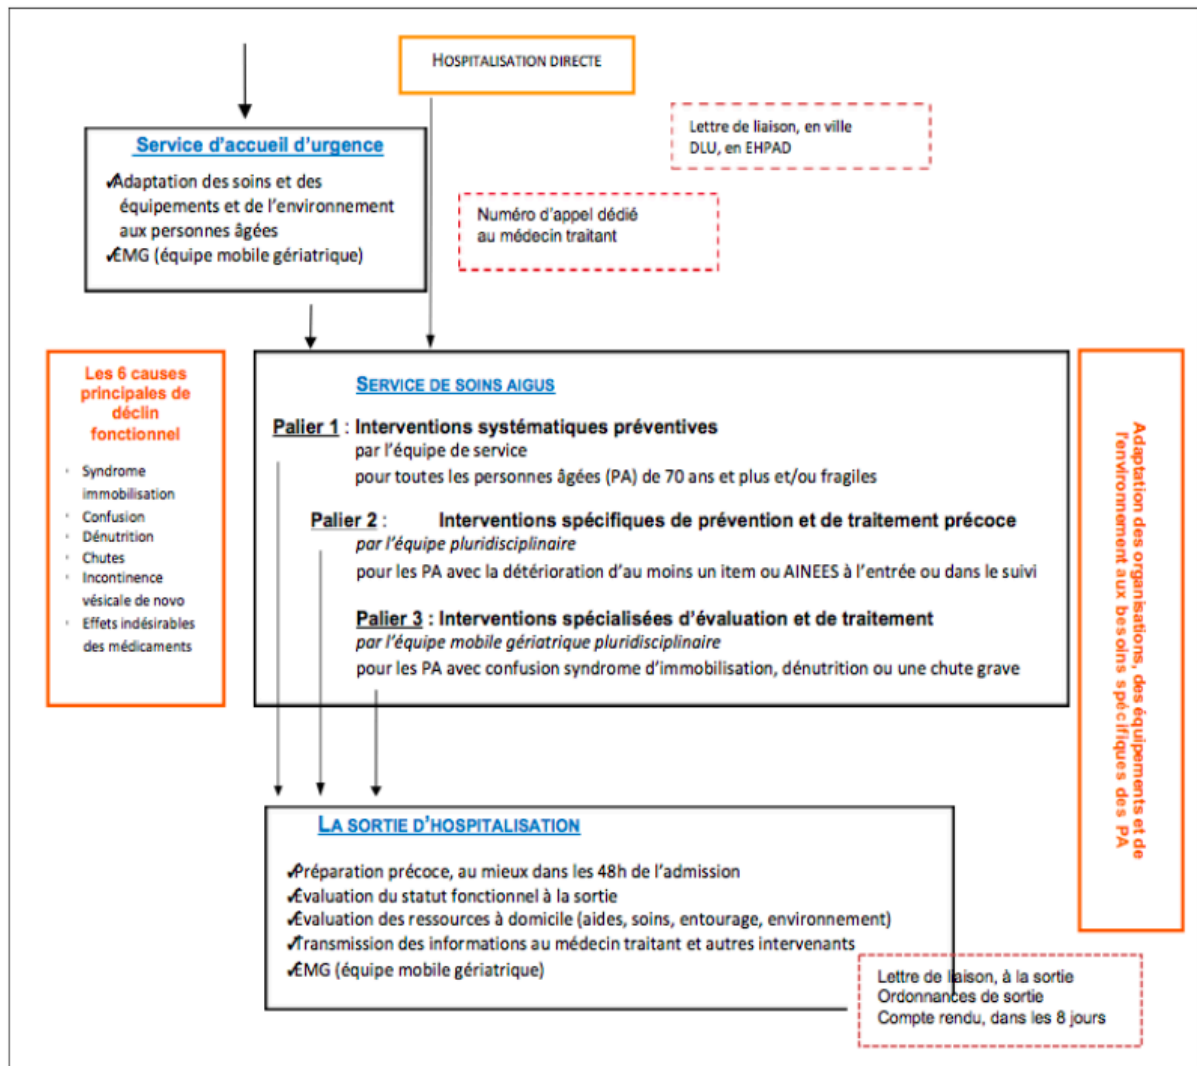 HOSPITALISATION DIRECTE
Lettre de liaison, en ville
DLU, en EHPAD
Service d'accueil d'urgence
✓Adaptation des soins et des
équipements et de l'environnement
aux personnes âgées
✓EMG (équipe mobile gériatrique)
Numéro d'appel dédié
au médecin traitant
Les 6 causes
principales de
déclin
fonctionnel
· Syndrome
immobilisation
· Confusion
· Dénutrition
· Chutes
· Incontinence
vésicale de novo
· Effets indésirables
des médicaments
SERVICE DE SOINS AIGUS
Palier 1 : Interventions systématiques préventives
par l'équipe de service
pour toutes les personnes âgées (PA) de 70 ans et plus et/ou fragiles
Palier 2 : Interventions spécifiques de prévention et de traitement précoce
par l'équipe pluridisciplinaire
pour les PA avec la détérioration d'au moins un item ou AINEES à l'entrée ou dans le suivi
Palier 3 : Interventions spécialisées d'évaluation et de traitement
par l'équipe mobile gériatrique pluridisciplinaire
pour les PA avec confusion syndrome d'immobilisation, dénutrition ou une chute grave
Adaptation des organisations, des équipements et de
l'environnement aux besoins spécifiques des PA
LA SORTIE D'HOSPITALISATION
✓Préparation précoce, au mieux dans les 48h de l'admission
✓Évaluation du statut fonctionnel à la sortie
✓Évaluation des ressources à domicile (aides, soins, entourage, environnement)
✓Transmission des informations au médecin traitant et autres intervenants
✓EMG (équipe mobile gériatrique)
Lettre de liaison, à la sortie
Ordonnances de sortie
Compte rendu, dans les 8 jours